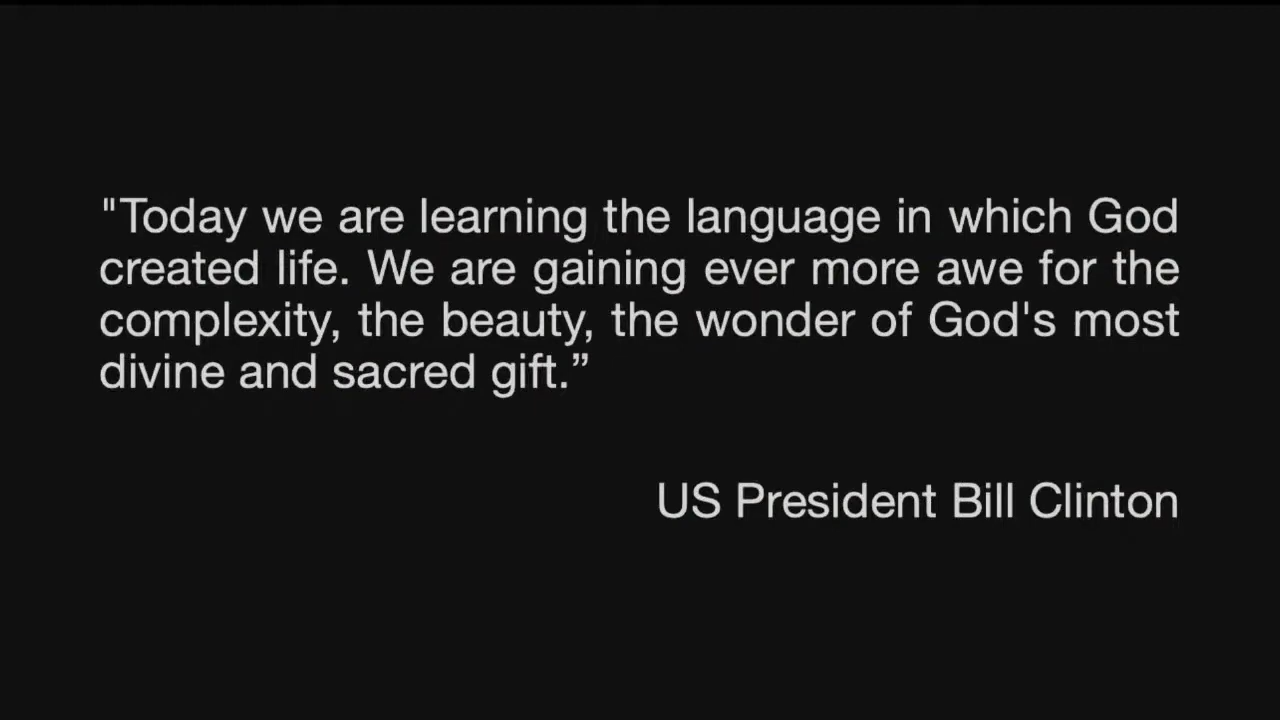 "Today we are learning the language in which God
created life. We are gaining ever more awe for the
complexity, the beauty, the wonder of God's most
divine and sacred gift.”
US President Bill Clinton